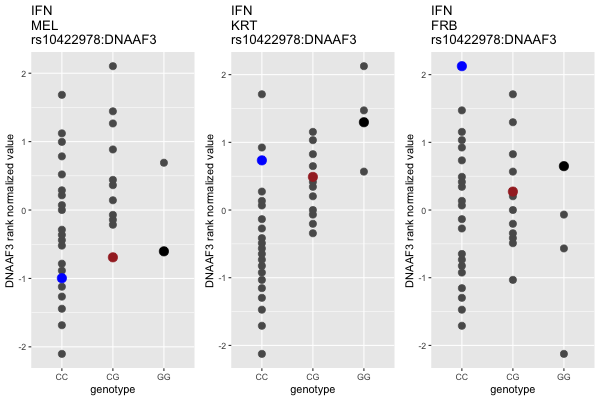 IFN
MEL
rs10422978:DNAAF3
DNAAF3 rank normalized value
2
1
0
-1
-2
CC CG GG
genotype
IFN
KRT
rs10422978:DNAAF3
DNAAF3 rank normalized value
2
1
0
-1
-2
CC CG GG
genotype
IFN
FRB
rs10422978:DNAAF3
DNAAF3 rank normalized value
2
1
0
-1
-2
CC CG GG
genotype